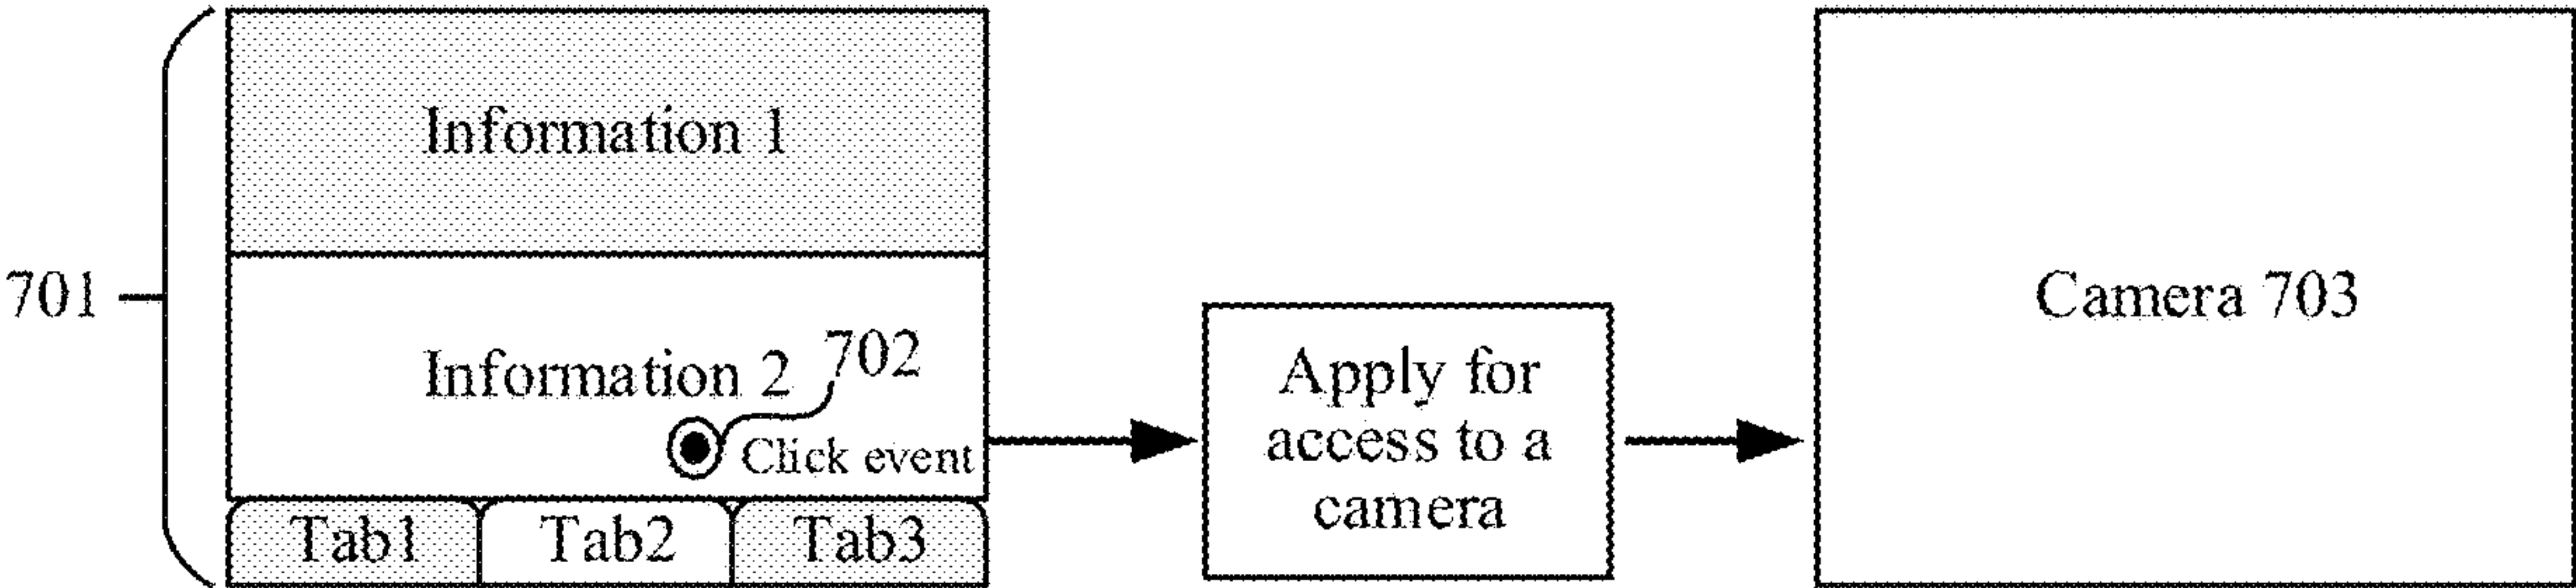 701
Information 1
Information 2
702
Click event
Tab1
Tab2
Tab3
Apply for
access to a
camera
Camera 703